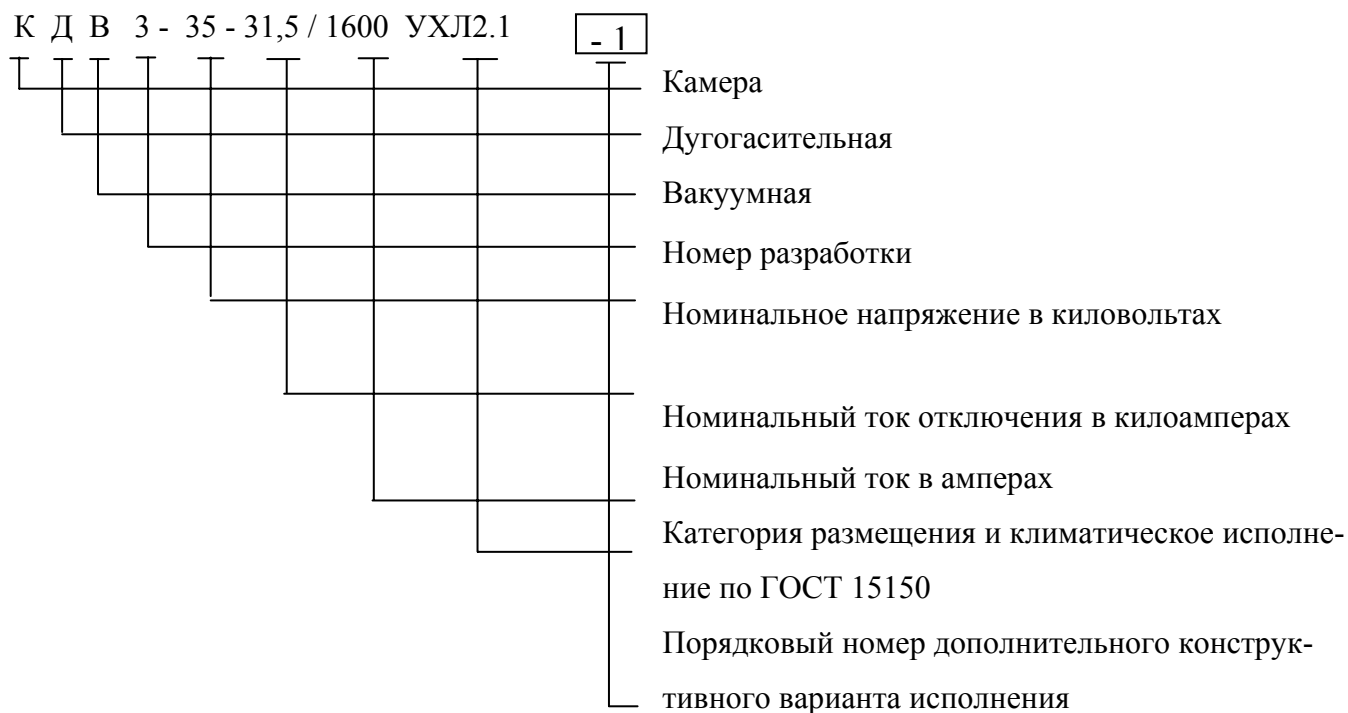 К Д В 3 - 35 - 31,5 / 1600 УХЛ2.1 - 1
Камера
Дугогасительная
Вакуумная
Номер разработки
Номинальное напряжение в киловольтах
Номинальный ток отключения в килоамперах
Номинальный ток в амперах
Категория размещения и климатическое исполне-
ние по ГОСТ 15150
Порядковый номер дополнительного конструк-
тивного варианта исполнения